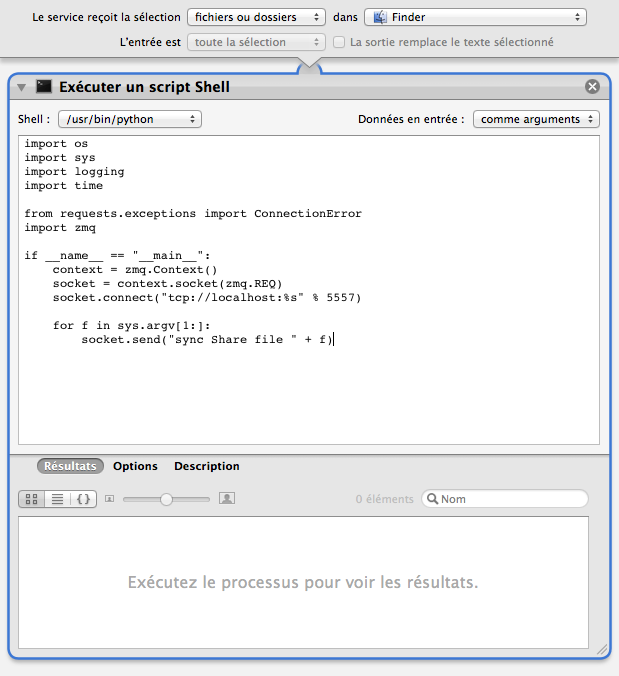 Le service reçoit la sélection fichiers ou dossiers dans Finder
L'entrée est toute la sélection La sortie remplace le texte sélectionné
Exécuter un script Shell
Shell : /usr/bin/python Données en entrée : comme arguments
import os
import sys
import logging
import time
from requests.exceptions import ConnectionError
import zmq
if __name__ == "__main__":
    context = zmq.Context()
    socket = context.socket(zmq.REQ)
    socket.connect("tcp://localhost:%s" % 5557)
    for f in sys.argv[1:]:
        socket.send("sync Share file " + f)
Résultats Options Description
0 éléments Nom
Exécutez le processus pour voir les résultats.